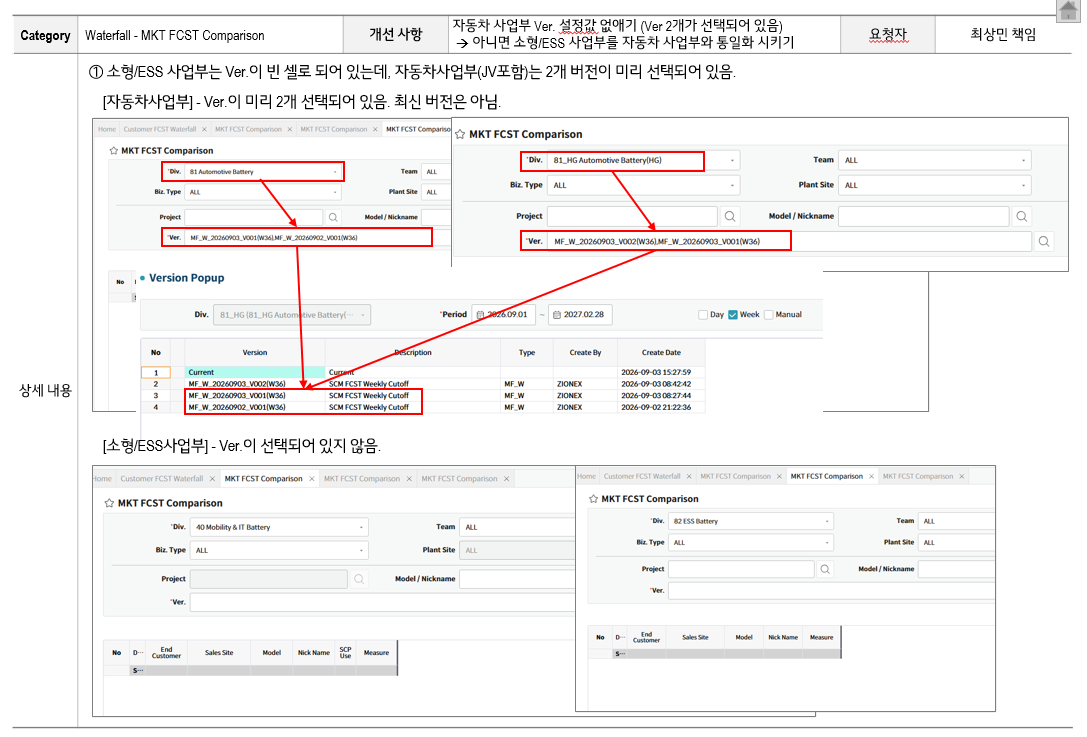 Category
Waterfall - MKT FCST Comparison
개선 사항
자동차 사업부 Ver. 설정값 없애기 (Ver 2개가 선택되어 있음)
→ 아니면 소형/ESS 사업부를 자동차 사업부와 통일화 시키기
요청자
최상민 책임
상세 내용
① 소형/ESS 사업부는 Ver.이 빈 셀로 되어 있는데, 자동차사업부(JV포함)는 2개 버전이 미리 선택되어 있음.
[자동차사업부] - Ver.이 미리 2개 선택되어 있음. 최신 버전은 아님.
Home Customer FCST Waterfall × MKT FCST Comparison × MKT FCST Comparison × MKT FCST Comparison
☆ MKT FCST Comparison
*Div. 81 Automotive Battery Team ALL
Biz. Type ALL Plant Site ALL
Project Model / Nickname
*Ver. MF_W_20260903_V001(W36),MF_W_20260902_V001(W36)
No
☆ MKT FCST Comparison
*Div. 81_HG Automotive Battery(HG) Team ALL
Biz. Type ALL Plant Site ALL
Project Model / Nickname
*Ver. MF_W_20260903_V002(W36),MF_W_20260903_V001(W36)
Version Popup
Div. 81_HG (81_HG Automotive Battery(··· *Period 2026.09.01 ~ 2027.02.28 Day Week Manual
No Version Description Type Create By Create Date
1 Current Current 2026-09-03 15:27:59
2 MF_W_20260903_V002(W36) SCM FCST Weekly Cutoff MF_W ZIONEX 2026-09-03 08:42:42
3 MF_W_20260903_V001(W36) SCM FCST Weekly Cutoff MF_W ZIONEX 2026-09-03 08:27:44
4 MF_W_20260902_V001(W36) SCM FCST Weekly Cutoff MF_W ZIONEX 2026-09-02 21:22:36
[소형/ESS사업부] - Ver.이 선택되어 있지 않음.
Home Customer FCST Waterfall × MKT FCST Comparison × MKT FCST Comparison × MKT FCST Comparison ×
☆ MKT FCST Comparison
*Div. 40 Mobility & IT Battery Team ALL
Biz. Type ALL Plant Site ALL
Project Model / Nickname
*Ver.
No D··· End Customer Sales Site Model Nick Name SCP Use Measure
S···
Home Customer FCST Waterfall × MKT FCST Comparison × MKT FCST Comparison × MKT FCST Comparison ×
☆ MKT FCST Comparison
*Div. 82 ESS Battery Team ALL
Biz. Type ALL Plant Site ALL
Project Model / Nickname
*Ver.
No D··· End Customer Sales Site Model Nick Name Measure
S···